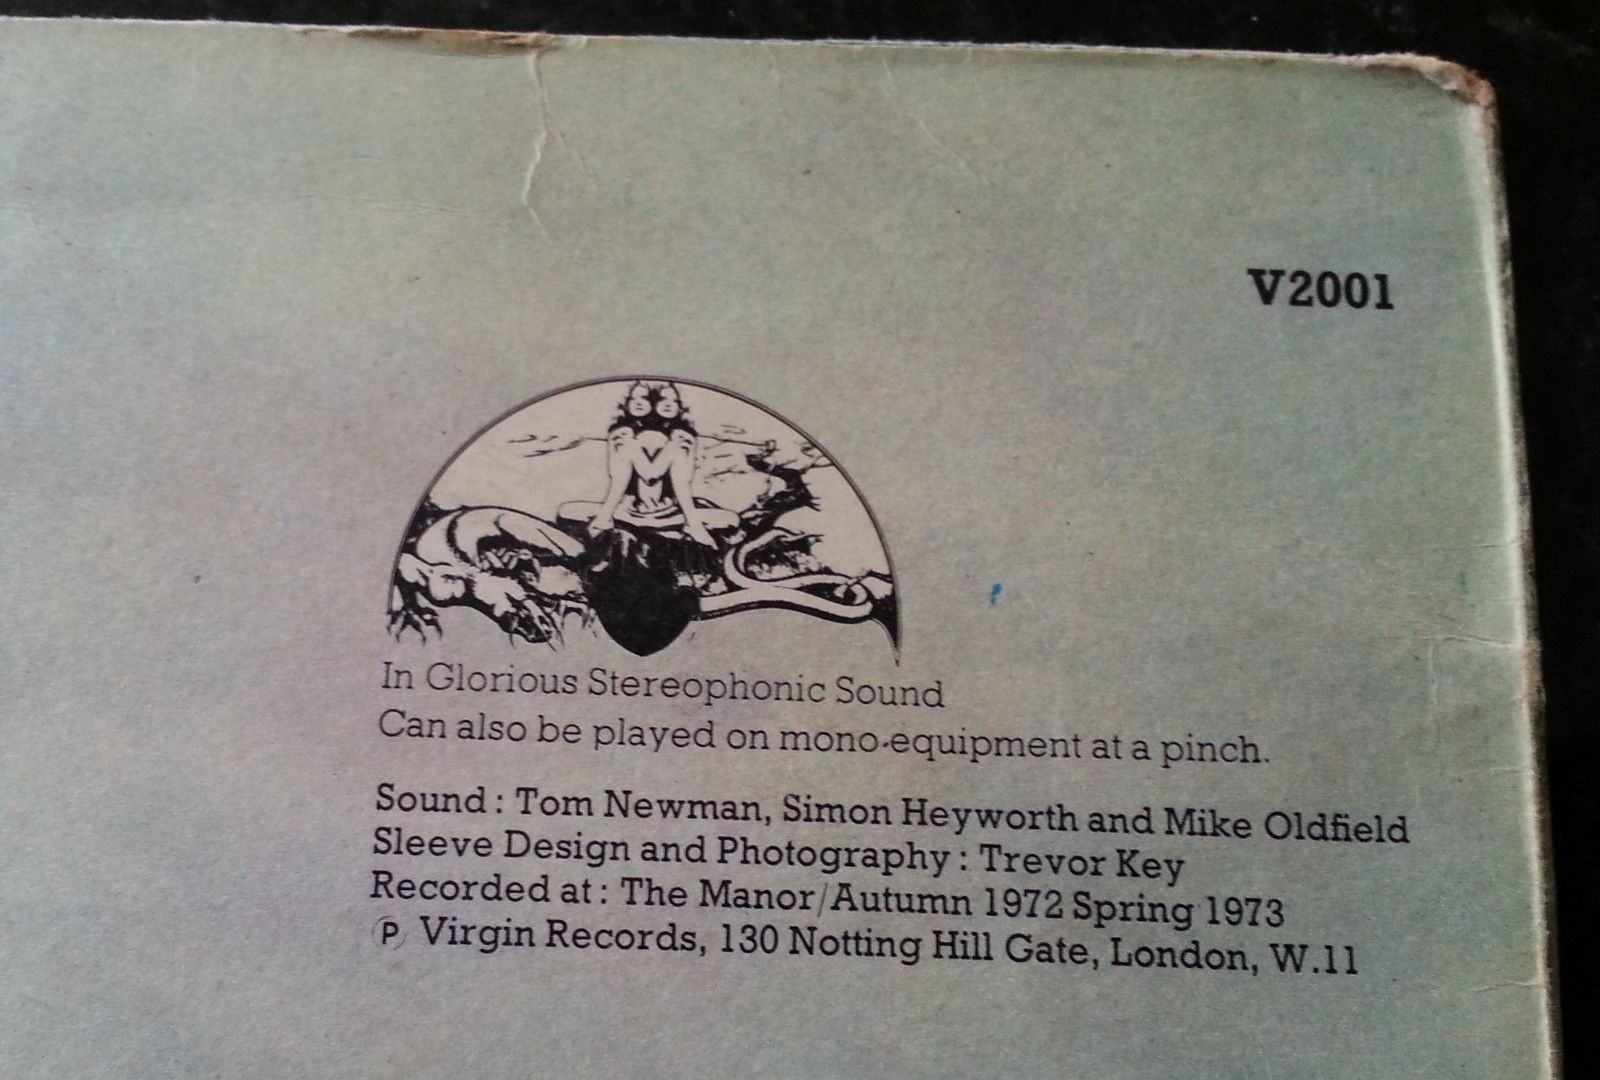 V2001
In Glorious Stereophonic Sound
Can also be played on mono-equipment at a pinch.
Sound : Tom Newman, Simon Heyworth and Mike Oldfield
Sleeve Design and Photography : Trevor Key
Recorded at : The Manor/Autumn 1972 Spring 1973
Ⓟ Virgin Records, 130 Notting Hill Gate, London, W.11